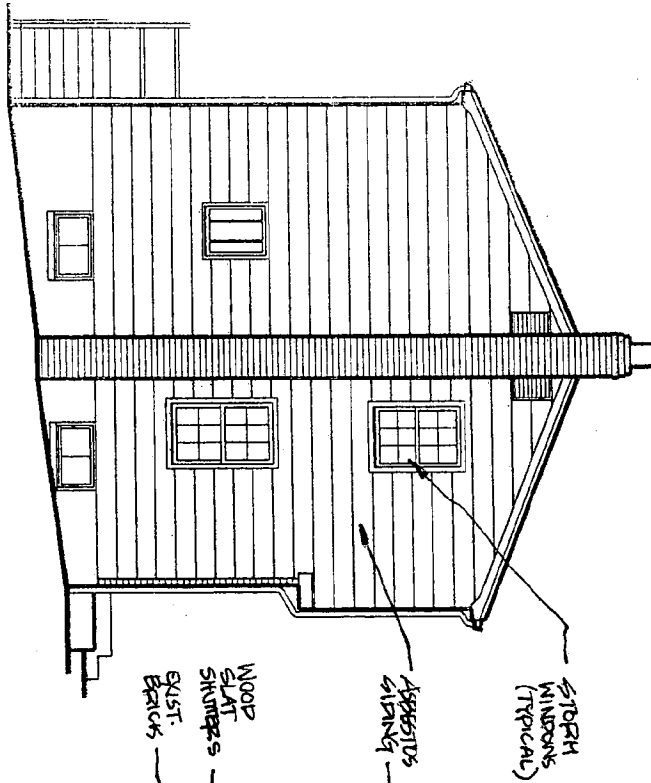 STORM
WINDOWS
(TYPICAL)
ASBESTOS
SIDING
WOOD
SLAT
SHUTTERS
EXIST.
BRICK